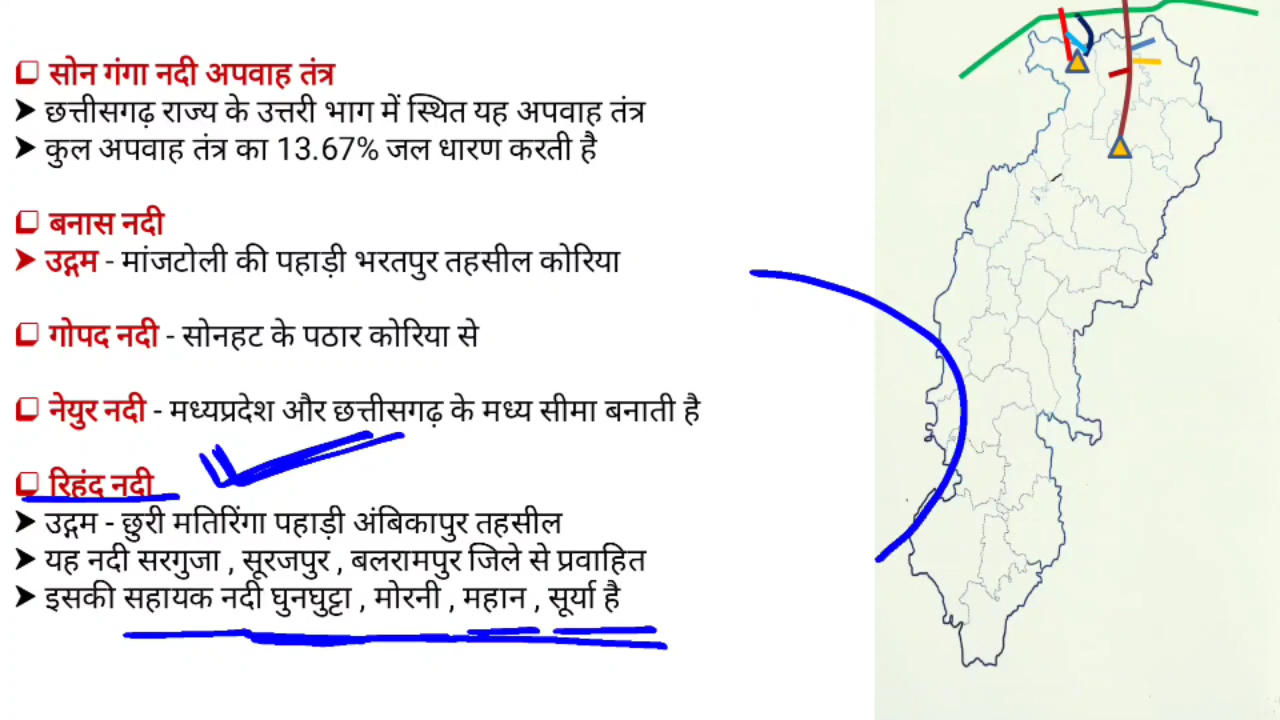 ❑ सोन गंगा नदी अपवाह तंत्र
➤ छत्तीसगढ़ राज्य के उत्तरी भाग में स्थित यह अपवाह तंत्र
➤ कुल अपवाह तंत्र का 13.67% जल धारण करती है
❑ बनास नदी
➤ उद्गम - मांजटोली की पहाड़ी भरतपुर तहसील कोरिया
❑ गोपद नदी - सोनहट के पठार कोरिया से
❑ नेयुर नदी - मध्यप्रदेश और छत्तीसगढ़ के मध्य सीमा बनाती है
❑ रिहंद नदी
➤ उद्गम - छुरी मतिरिंगा पहाड़ी अंबिकापुर तहसील
➤ यह नदी सरगुजा , सूरजपुर , बलरामपुर जिले से प्रवाहित
➤ इसकी सहायक नदी घुनघुट्टा , मोरनी , महान , सूर्या है